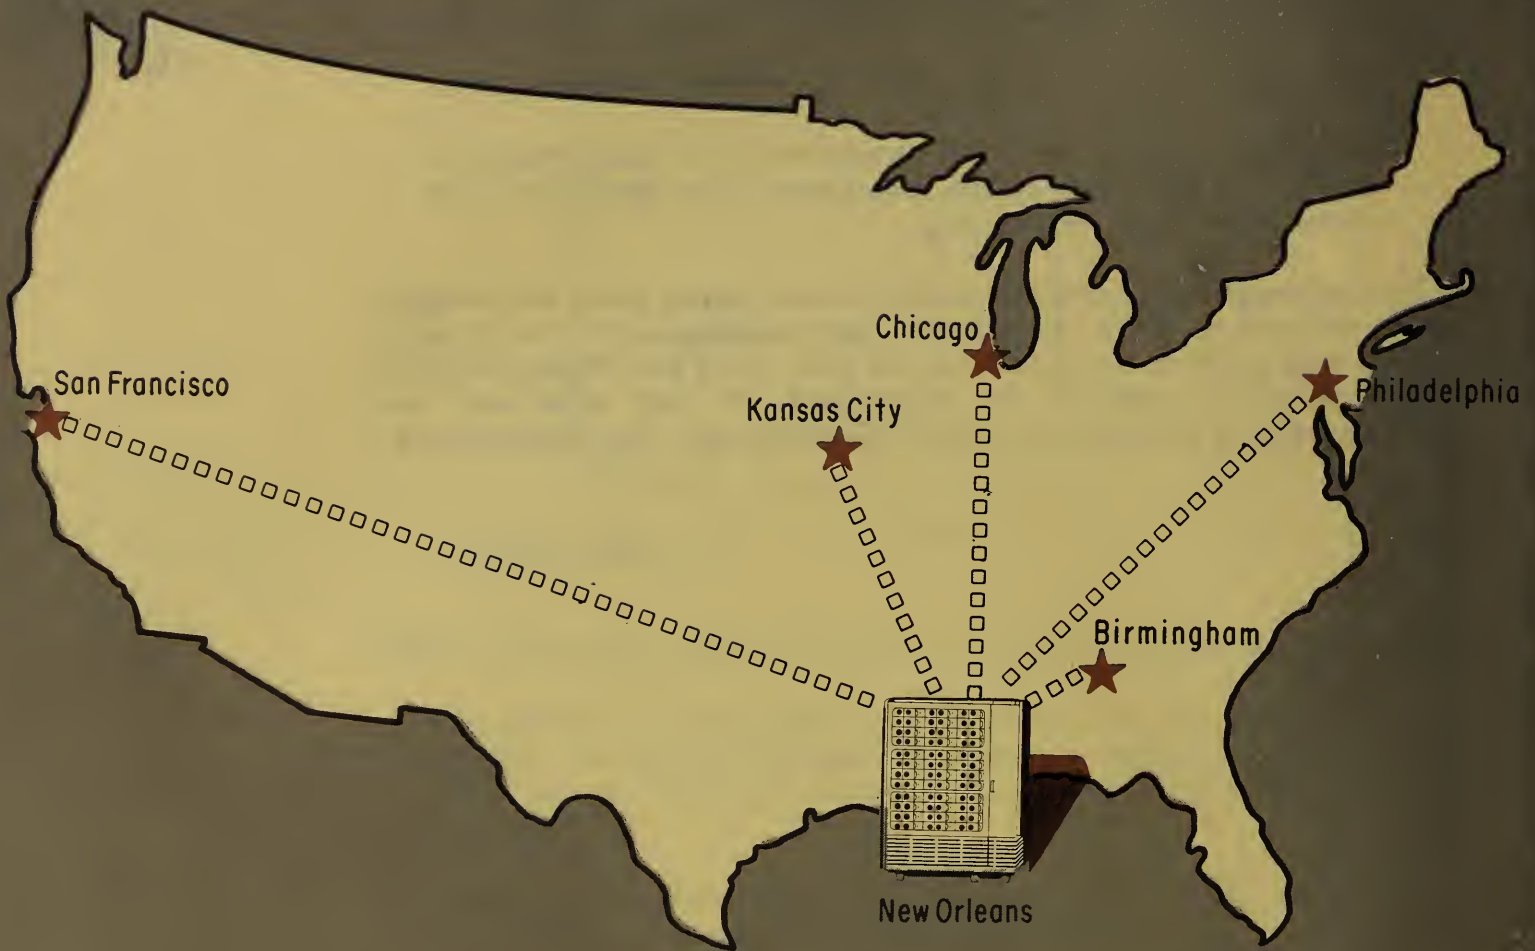 Chicago
San Francisco
Philadelphia
Kansas City
Birmingham
New Orleans